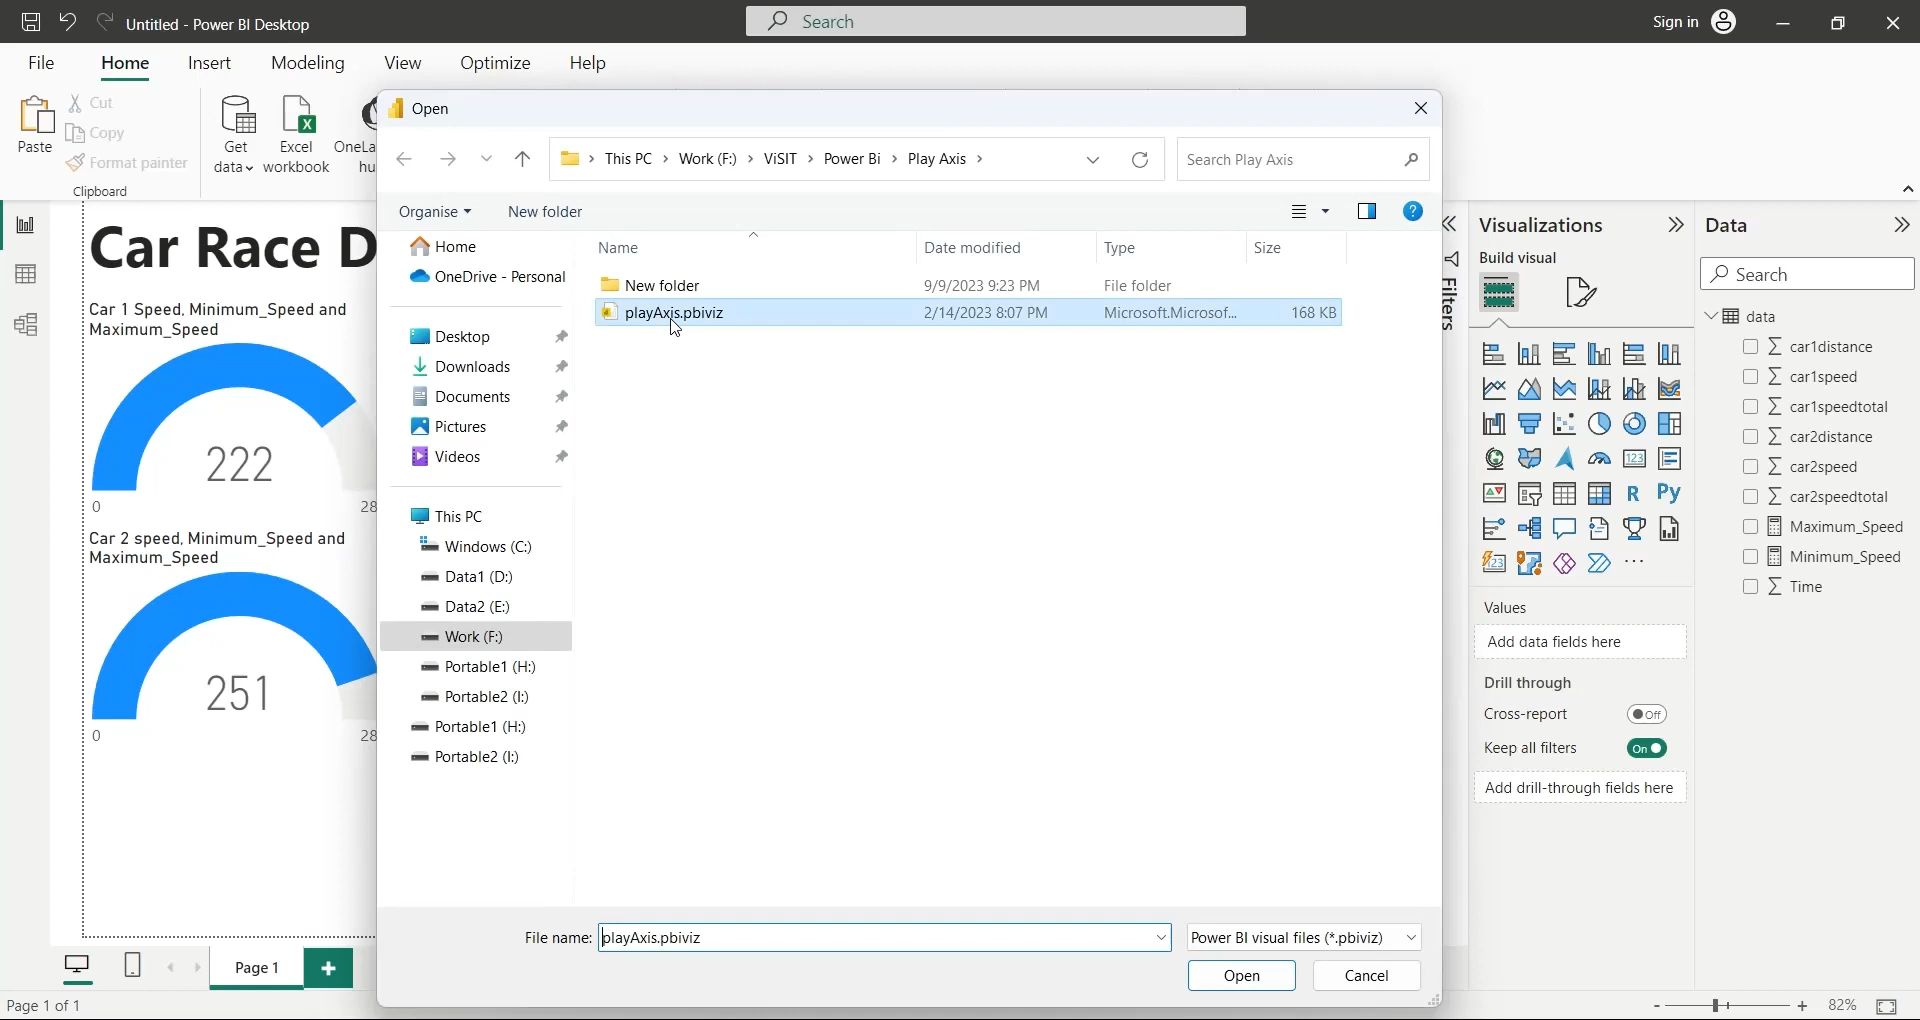 Untitled - Power BI Desktop
Search
Sign in
File
Home
Insert
Modeling
View
Optimize
Help
Paste
Cut
Copy
Format painter
Clipboard
Get
data
Excel
workbook
OneLa
hu
Open
This PC > Work (F:) > ViSIT > Power Bi > Play Axis >
Search Play Axis
Organise
New folder
Home
OneDrive - Personal
Desktop
Downloads
Documents
Pictures
Videos
This PC
Windows (C:)
Data1 (D:)
Data2 (E:)
Work (F:)
Portable1 (H:)
Portable2 (I:)
Portable1 (H:)
Portable2 (I:)
Name
Date modified
Type
Size
New folder
9/9/2023 9:23 PM
File folder
playAxis.pbiviz
2/14/2023 8:07 PM
Microsoft.Microsof...
168 KB
File name:
playAxis.pbiviz
Power BI visual files (*.pbiviz)
Open
Cancel
Car Race D
Car 1 Speed, Minimum_Speed and
Maximum_Speed
222
0
28
Car 2 speed, Minimum_Speed and
Maximum_Speed
251
0
28
Filters
Visualizations
Build visual
123
R
Py
123
Values
Add data fields here
Drill through
Cross-report
Off
Keep all filters
On
Add drill-through fields here
Data
Search
data
car1distance
car1speed
car1speedtotal
car2distance
car2speed
car2speedtotal
Maximum_Speed
Minimum_Speed
Time
Page 1
Page 1 of 1
82%